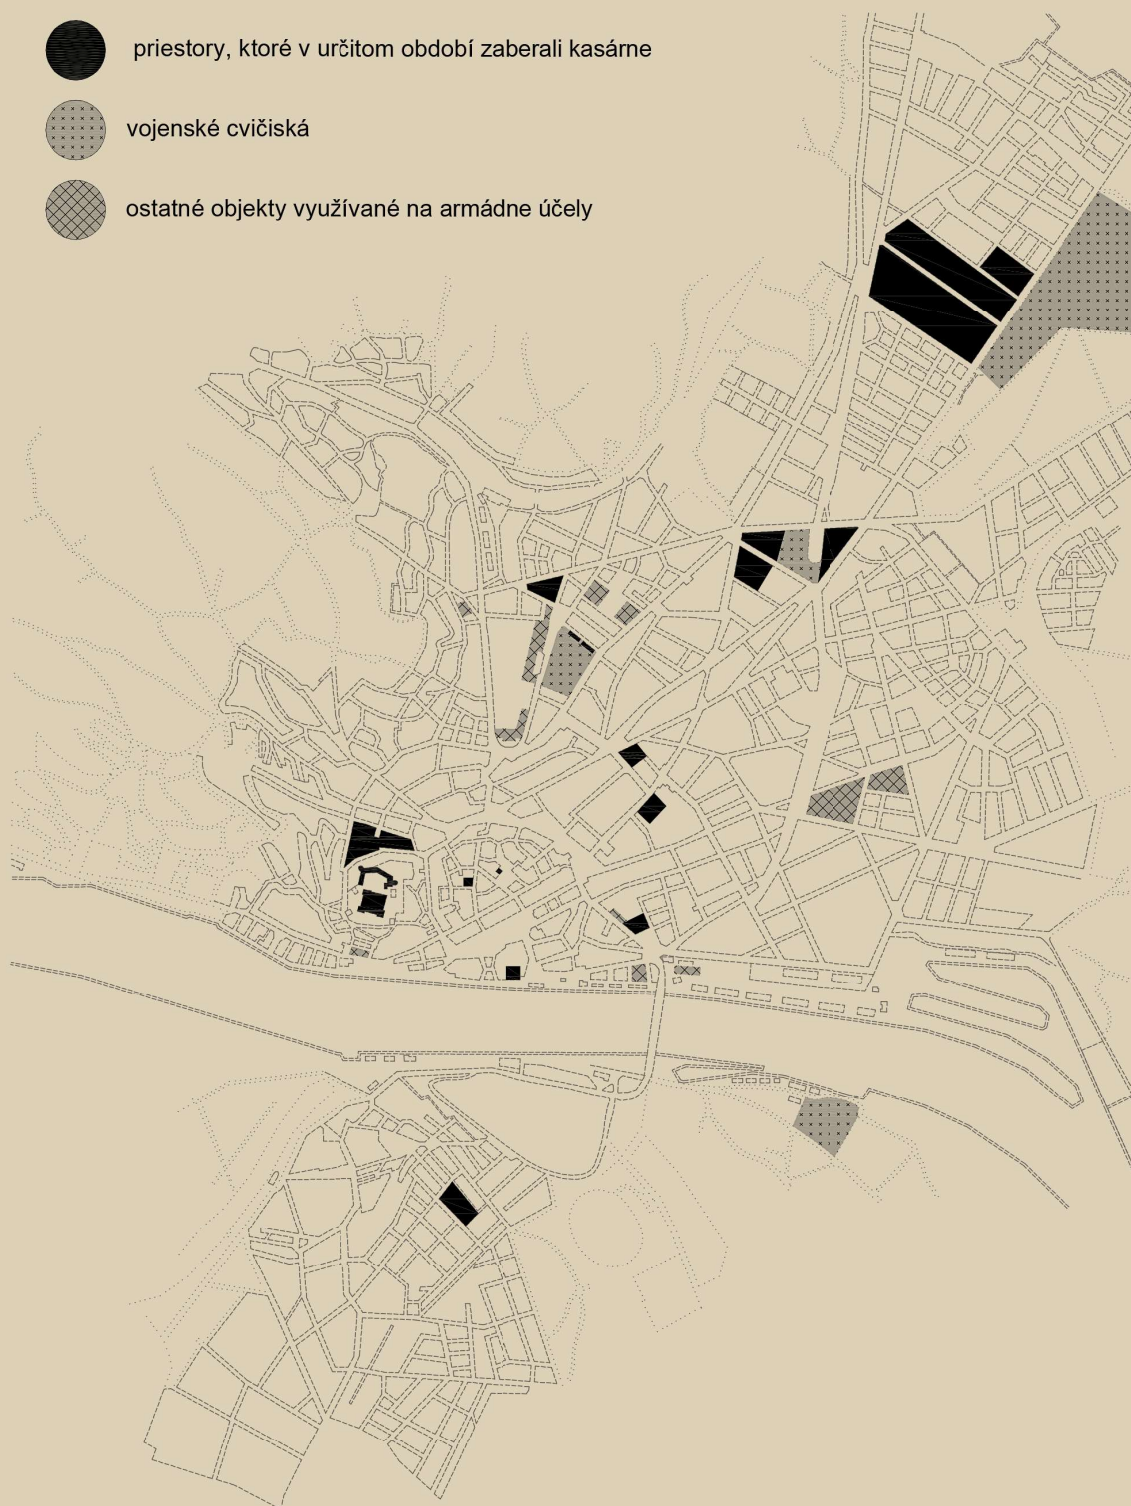 priestory, ktoré v určitom období zaberali kasárne
vojenské cvičiská
ostatné objekty využívané na armádne účely